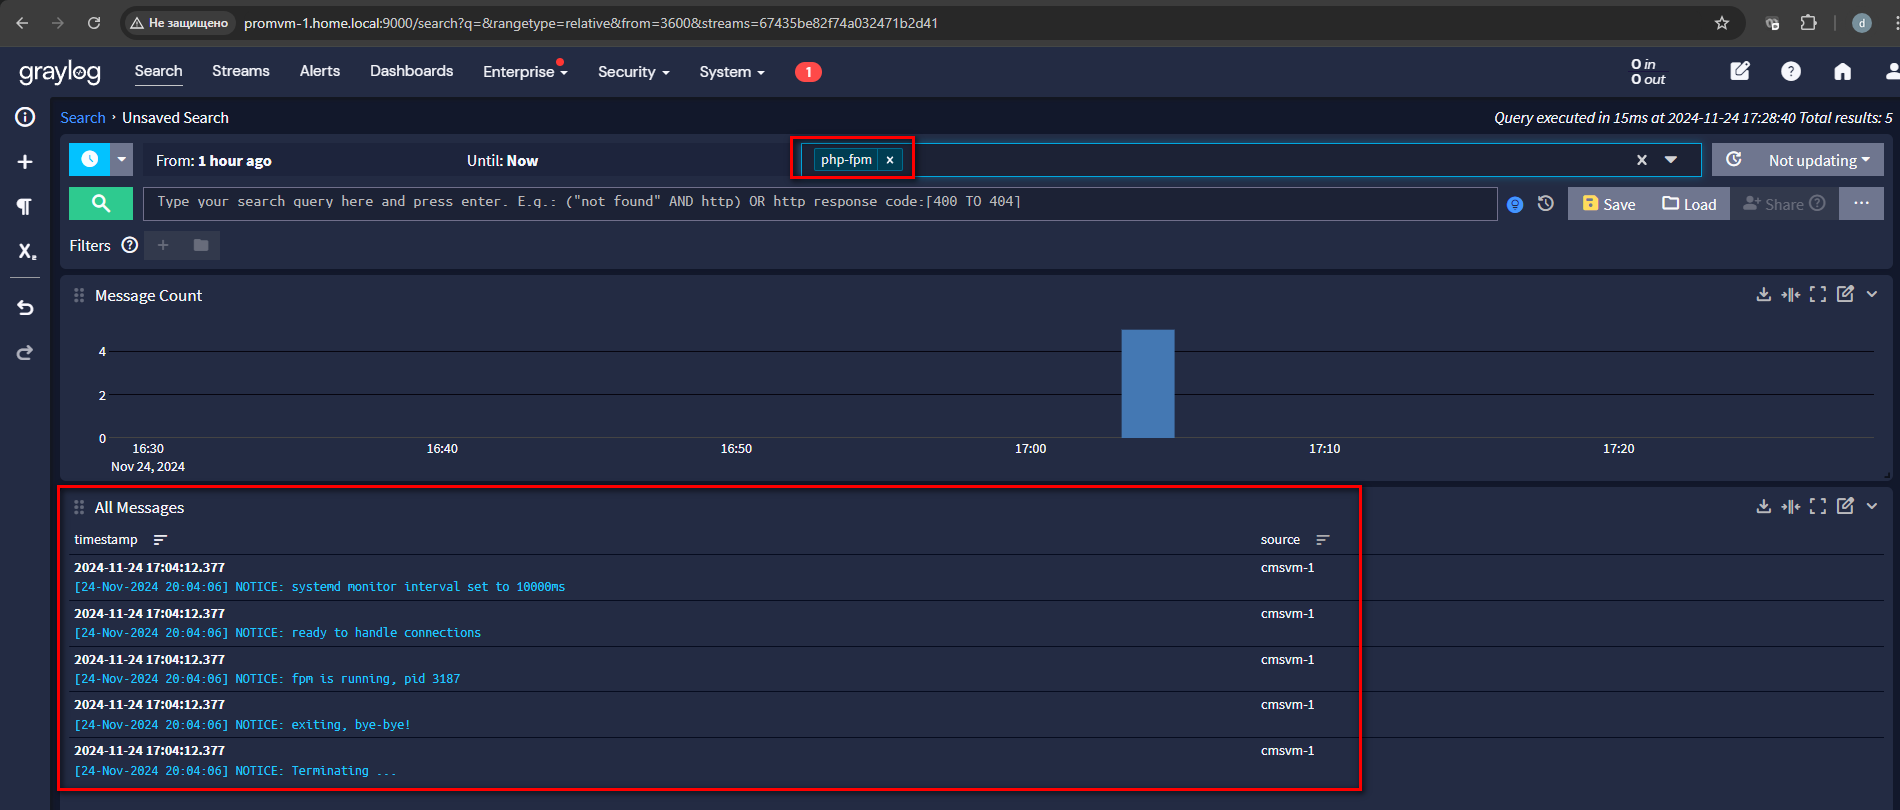 Не защищено promvm-1.home.local:9000/search?q=&rangetype=relative&from=3600&streams=67435be82f74a032471b2d41 d
graylog Search Streams Alerts Dashboards Enterprise Security System 1 0 in
0 out
Search › Unsaved Search Query executed in 15ms at 2024-11-24 17:28:40 Total results: 5
From: 1 hour ago Until: Now php-fpm × Not updating
Type your search query here and press enter. E.g.: ("not found" AND http) OR http_response_code:[400 TO 404] Save Load Share ...
Filters
Message Count
4
2
0
16:30 16:40 16:50 17:00 17:10 17:20
Nov 24, 2024
All Messages
timestamp source
2024-11-24 17:04:12.377 cmsvm-1
[24-Nov-2024 20:04:06] NOTICE: systemd monitor interval set to 10000ms
2024-11-24 17:04:12.377 cmsvm-1
[24-Nov-2024 20:04:06] NOTICE: ready to handle connections
2024-11-24 17:04:12.377 cmsvm-1
[24-Nov-2024 20:04:06] NOTICE: fpm is running, pid 3187
2024-11-24 17:04:12.377 cmsvm-1
[24-Nov-2024 20:04:06] NOTICE: exiting, bye-bye!
2024-11-24 17:04:12.377 cmsvm-1
[24-Nov-2024 20:04:06] NOTICE: Terminating ...